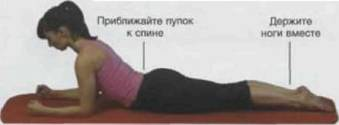 Приближайте пупок
к спине
Держите
ноги вместе